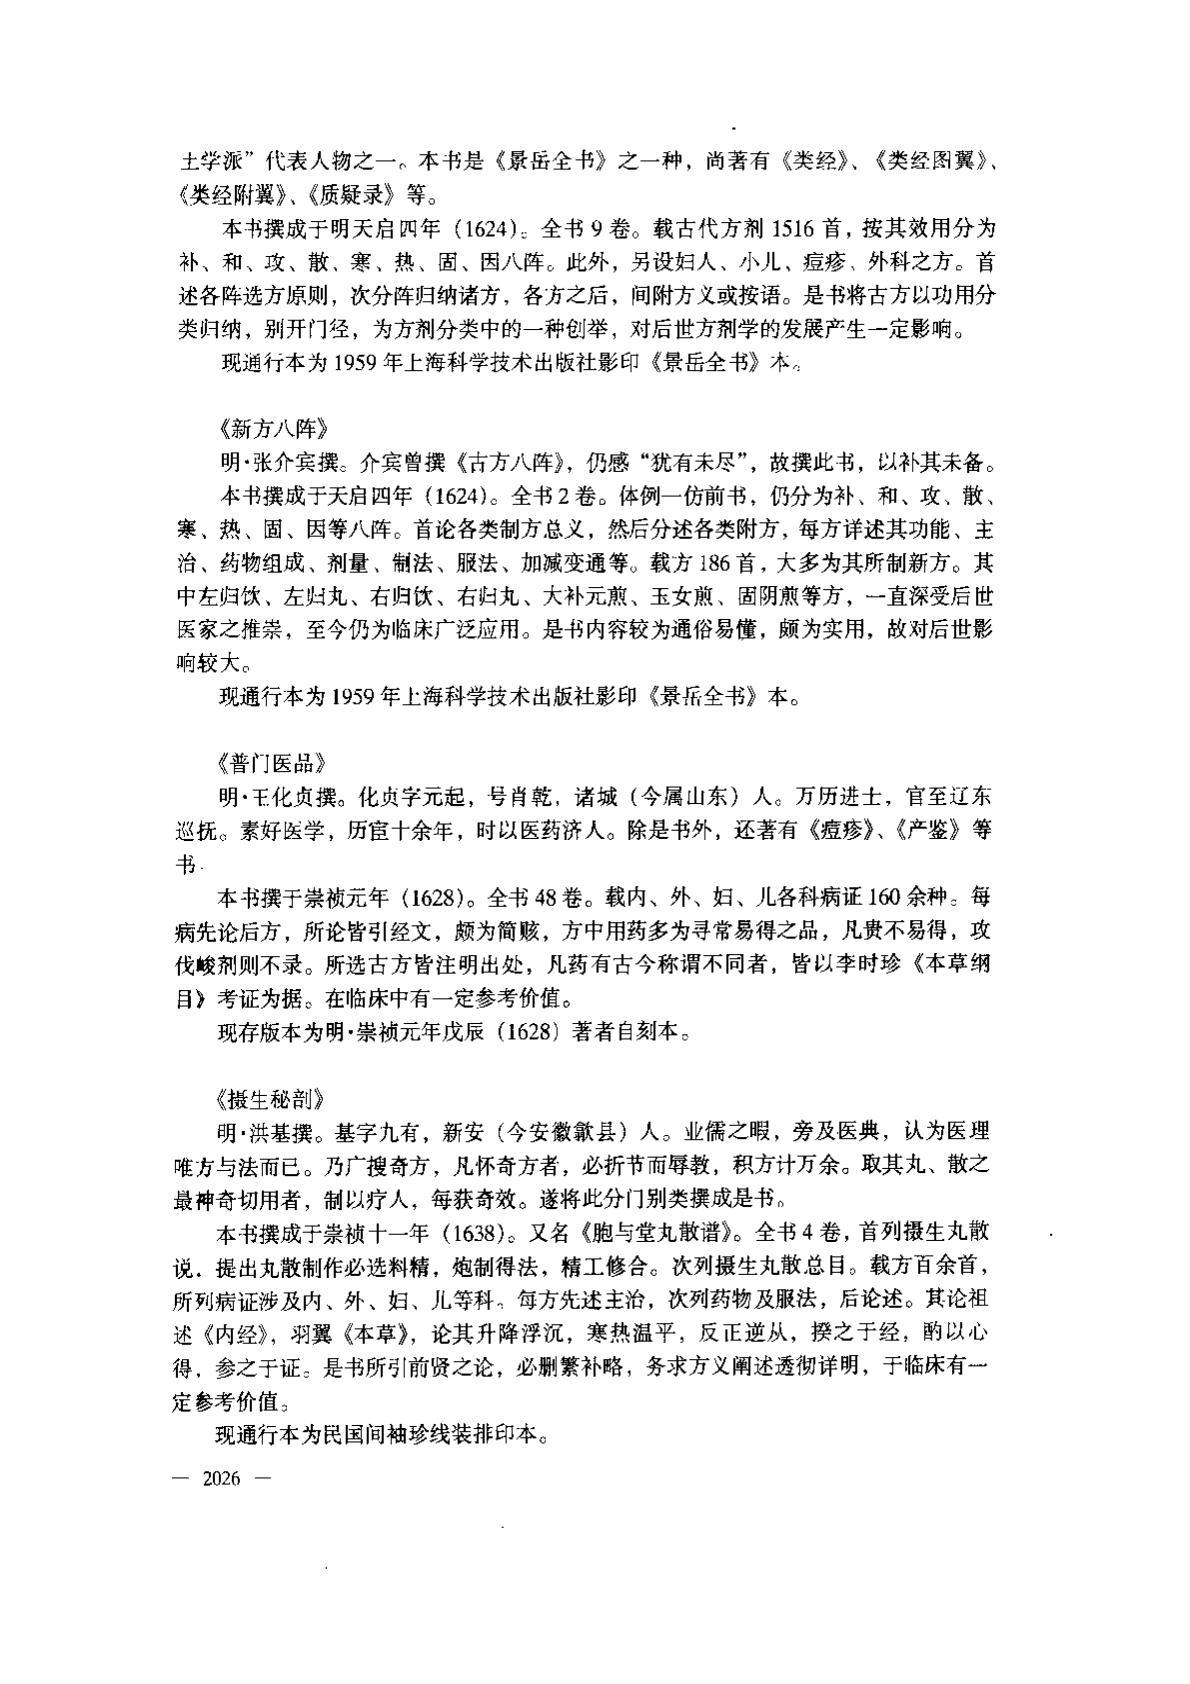 土学派”代表人物之一。本书是《景岳全书》之一种，尚著有《类经》、《类经图翼》、
《类经附翼》、《质疑录》等。
本书撰成于明天启四年（1624）。全书9卷。载古代方剂1516首，按其效用分为
补、和、攻、散、寒、热、固、因八阵。此外，另设妇人、小儿、痘疹、外科之方。首
述各阵选方原则，次分阵归纳诸方，各方之后，间附方义或按语。是书将古方以功用分
类归纳，别开门径，为方剂分类中的一种创举，对后世方剂学的发展产生一定影响。
现通行本为1959年上海科学技术出版社影印《景岳全书》本。
《新方八阵》
明·张介宾撰。介宾曾撰《古方八阵》，仍感“犹有未尽”，故撰此书，以补其未备。
本书撰成于天启四年（1624）。全书2卷。体例一仿前书，仍分为补、和、攻、散、
寒、热、固、因等八阵。首论各类制方总义，然后分述各类附方，每方详述其功能、主
治、药物组成、剂量、制法、服法、加减变通等。载方186首，大多为其所制新方。其
中左归饮、左归丸、右归饮、右归丸、大补元煎、玉女煎、固阴煎等方，一直深受后世
医家之推崇，至今仍为临床广泛应用。是书内容较为通俗易懂，颇为实用，故对后世影
响较大。
现通行本为1959年上海科学技术出版社影印《景岳全书》本。
《普门医品》
明·王化贞撰。化贞字元起，号肖乾，诸城（今属山东）人。万历进士，官至辽东
巡抚。素好医学，历宦十余年，时以医药济人。除是书外，还著有《痘疹》、《产鉴》等
书．
本书撰于崇祯元年（1628）。全书48卷。载内、外、妇、儿各科病证160余种。每
病先论后方，所论皆引经文，颇为简赅，方中用药多为寻常易得之品，凡贵不易得，攻
伐峻剂则不录。所选古方皆注明出处，凡药有古今称谓不同者，皆以李时珍《本草纲
目》考证为据。在临床中有一定参考价值。
现存版本为明·崇祯元年戊辰（1628）著者自刻本。
《摄生秘剖》
明·洪基撰。基字九有，新安（今安徽歙县）人。业儒之暇，旁及医典，认为医理
唯方与法而已。乃广搜奇方，凡怀奇方者，必折节而辱教，积方计万余。取其丸、散之
最神奇切用者，制以疗人，每获奇效。遂将此分门别类撰成是书。
本书撰成于崇祯十一年（1638）。又名《胞与堂丸散谱》。全书4卷，首列摄生丸散
说．提出丸散制作必选料精，炮制得法，精工修合。次列摄生丸散总目。载方百余首，
所列病证涉及内、外、妇、儿等科。每方先述主治，次列药物及服法，后论述。其论祖
述《内经》，羽翼《本草》，论其升降浮沉，寒热温平，反正逆从，揆之于经，酌以心
得，参之于证。是书所引前贤之论，必删繁补略，务求方义阐述透彻详明，于临床有一
定参考价值。
现通行本为民国间袖珍线装排印本。
— 2026 —